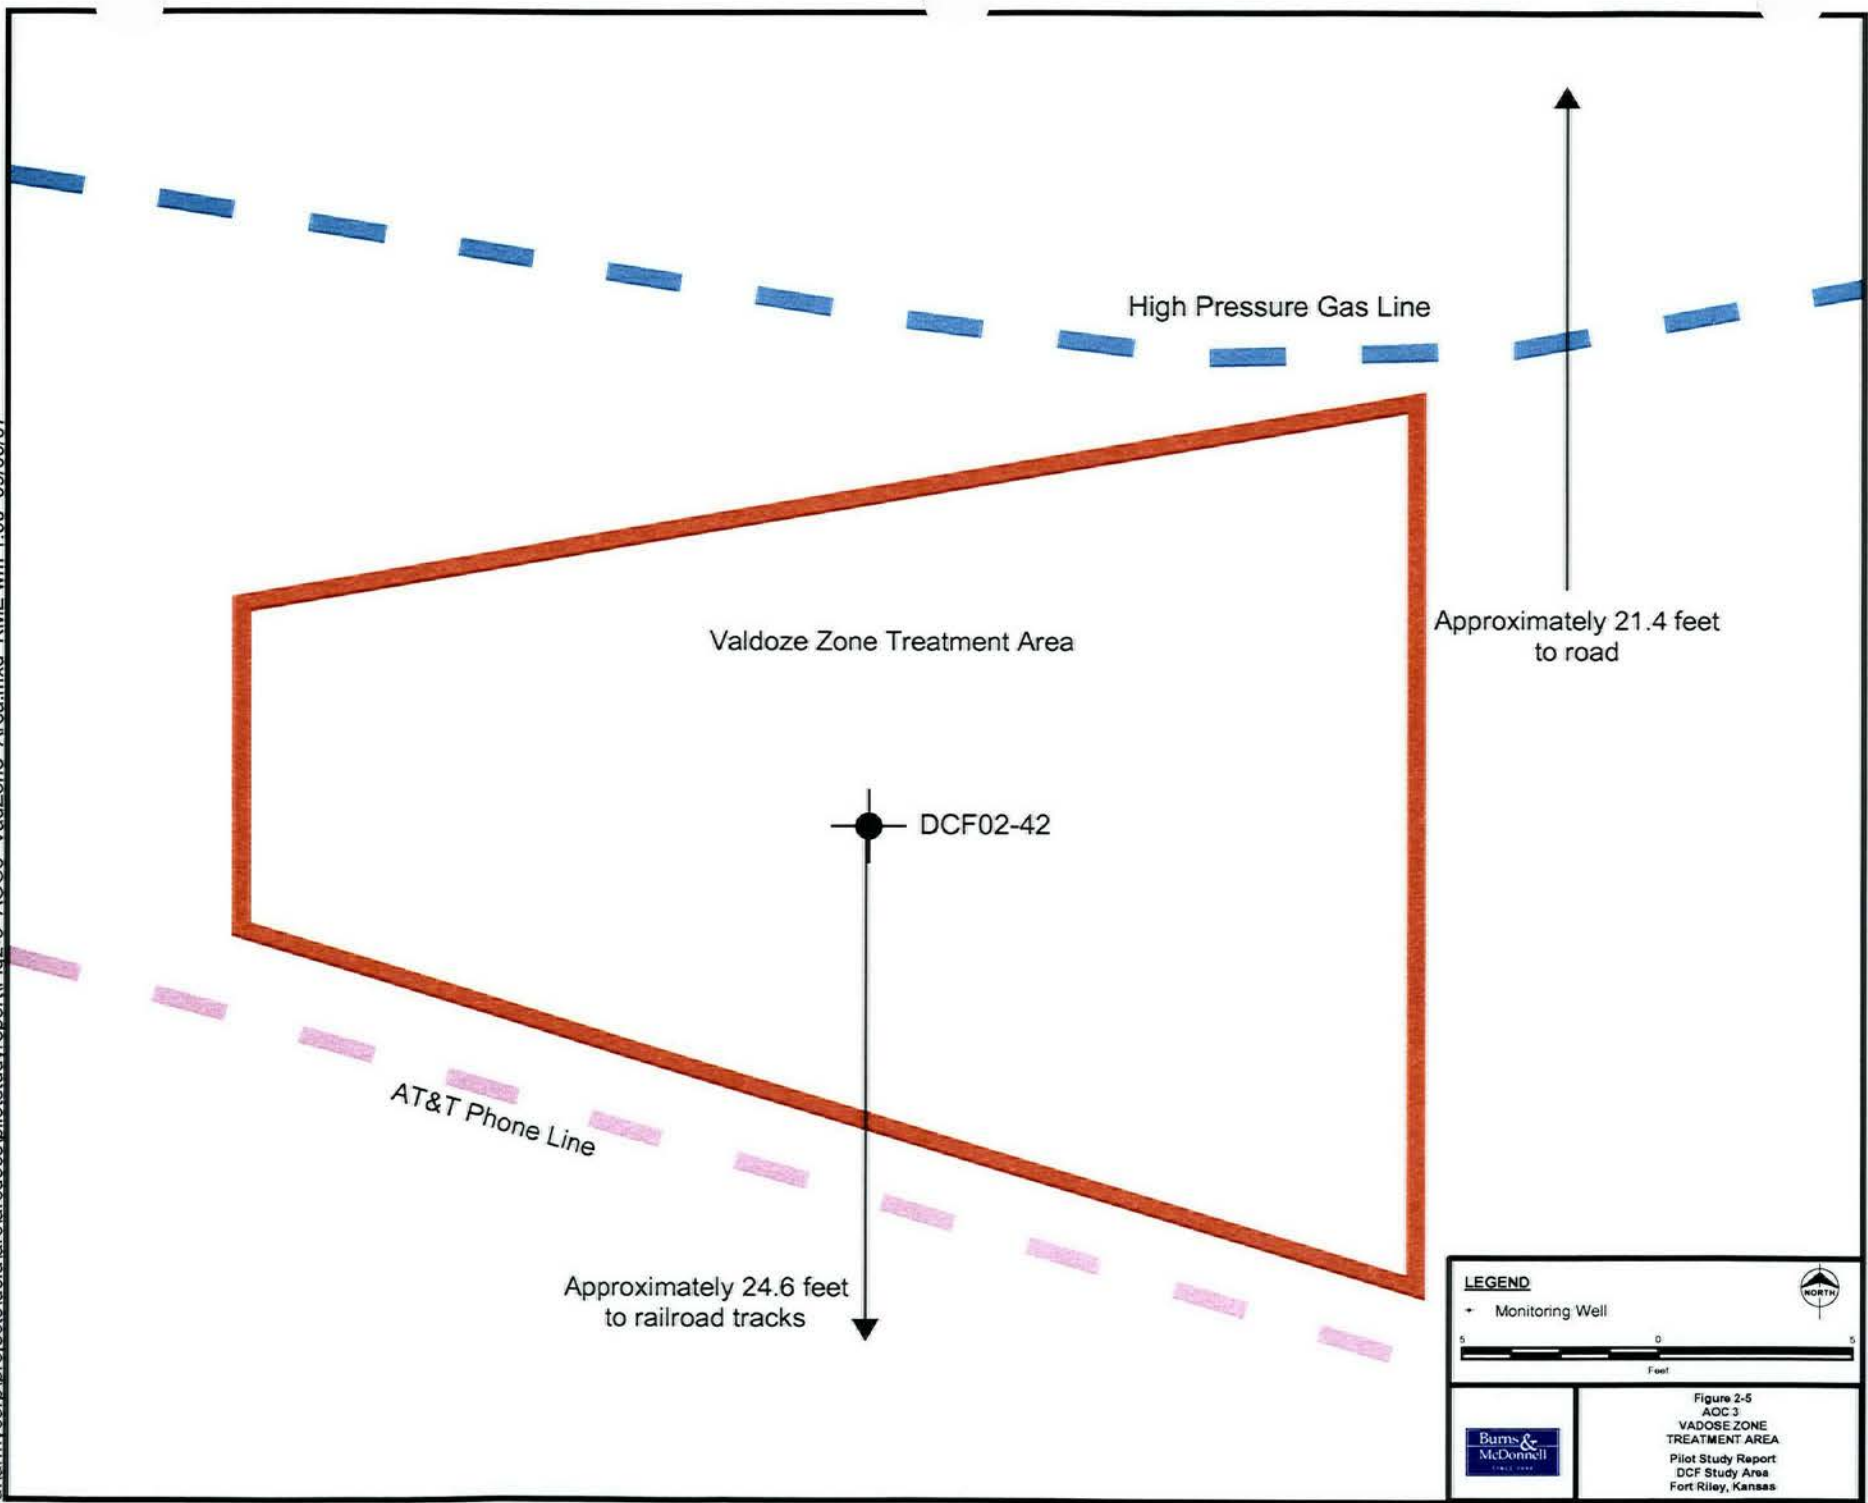 High Pressure Gas Line
Approximately 21.4 feet
to road
Valdoze Zone Treatment Area
DCF02-42
AT&T Phone Line
Approximately 24.6 feet
to railroad tracks
LEGEND
NORTH
Monitoring Well
5 0 5
Feet
Burns &
McDonnell
Figure 2-5
AOC 3
VADOSE ZONE
TREATMENT AREA
Pilot Study Report
DCF Study Area
Fort Riley, Kansas